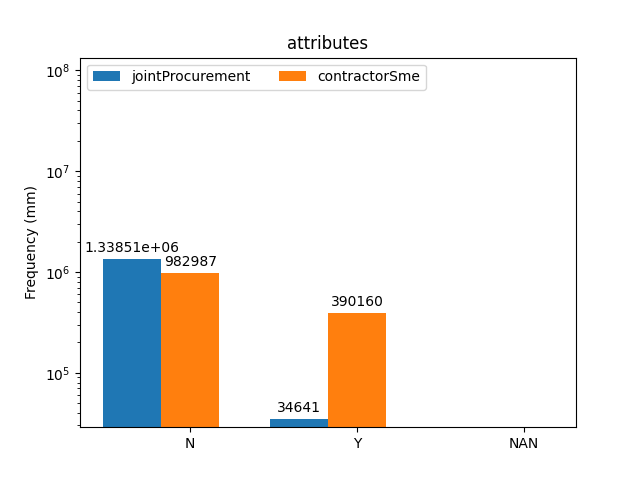 attributes
jointProcurement
contractorSme
10^8
10^7
10^6
10^5
Frequency (mm)
1.33851e+06
982987
34641
390160
N
Y
NAN